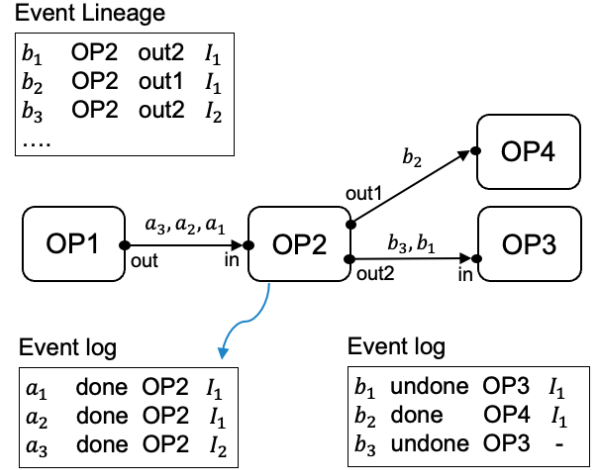 Event Lineage
b₁ OP2 out2 I₁
b₂ OP2 out1 I₁
b₃ OP2 out2 I₂
....
b₂
OP4
out1
OP1
a₃, a₂, a₁
OP2
b₃, b₁
OP3
out
in
out2
in
Event log
a₁ done OP2 I₁
a₂ done OP2 I₁
a₃ done OP2 I₂
Event log
b₁ undone OP3 I₁
b₂ done OP4 I₁
b₃ undone OP3 -